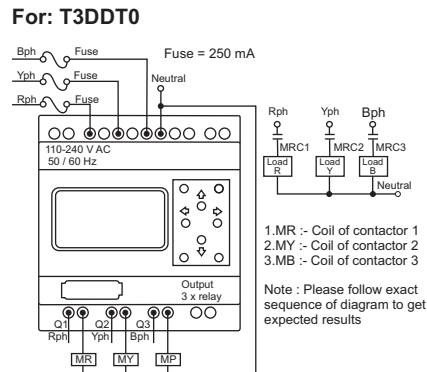 For: T3DDT0
Bph Fuse
Fuse = 250 mA
Yph Fuse
Neutral
Rph Fuse
Rph Yph Bph
110-240 V AC
50 / 60 Hz
MRC1 MRC2 MRC3
Load R
Load Y
Load B
Neutral
1.MR :- Coil of contactor 1
2.MY :- Coil of contactor 2
3.MB :- Coil of contactor 3
Output
3 x relay
Note : Please follow exact
sequence of diagram to get
expected results
Q1 Q2 Q3
Rph Yph Bph
MR MY MP